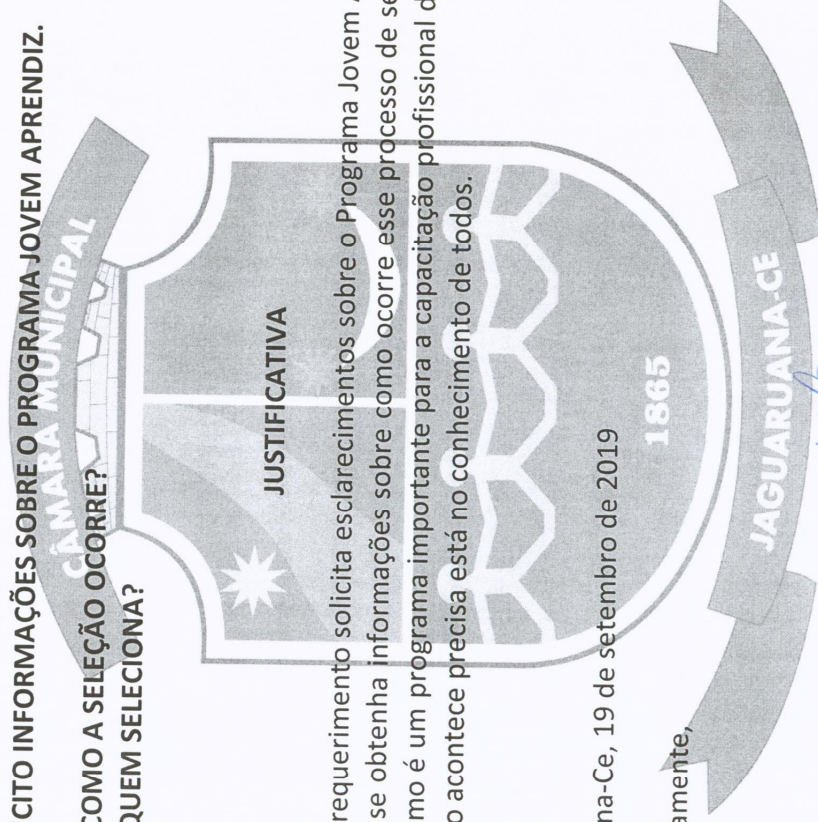 CITO INFORMAÇÕES SOBRE O PROGRAMA JOVEM APRENDIZ.
CÂMARA MUNICIPAL
COMO A SELEÇÃO OCORRE?
QUEM SELECIONA?
JUSTIFICATIVA
requerimento solicita esclarecimentos sobre o Programa Jovem
se obtenha informações sobre como ocorre esse processo de se
mo é um programa importante para a capacitação profissional d
o acontece precisa está no conhecimento de todos.
na-Ce, 19 de setembro de 2019
1865
amente,
JAGUARUANA-CE